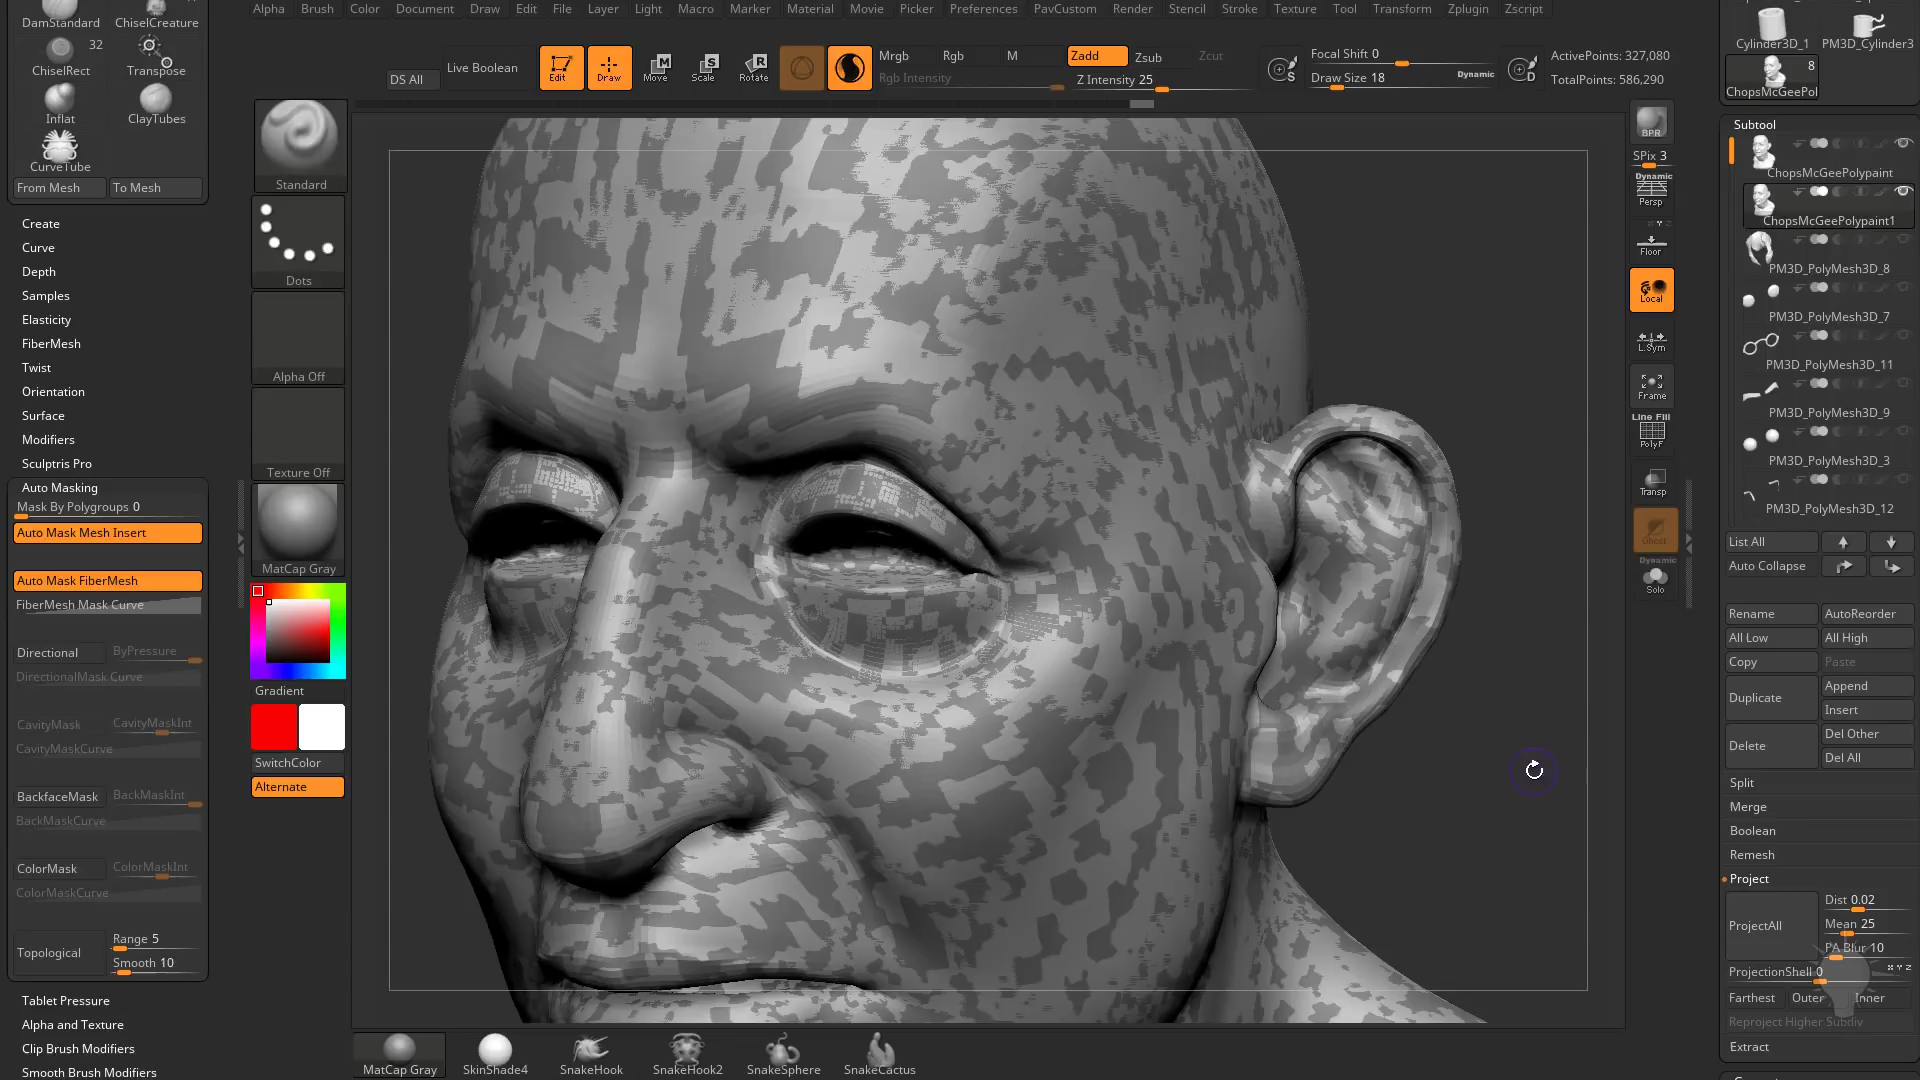 Alpha Brush Color Document Draw Edit File Layer Light Macro Marker Material Movie Picker Preferences PavCustom Render Stencil Stroke Texture Tool Transform Zplugin Zscript
DamStandard
ChiselCreature
32
ChiselRect
Transpose
Inflat
ClayTubes
CurveTube
From Mesh
To Mesh
Create
Curve
Depth
Samples
Elasticity
FiberMesh
Twist
Orientation
Surface
Modifiers
Sculptris Pro
Auto Masking
Mask By Polygroups 0
Auto Mask Mesh Insert
Auto Mask FiberMesh
FiberMesh Mask Curve
Directional
ByPressure
DirectionalMask Curve
CavityMask
CavityMaskInt
CavityMaskCurve
BackfaceMask
BackMaskInt
BackMaskCurve
ColorMask
ColorMaskInt
ColorMaskCurve
Topological
Range 5
Smooth 10
Tablet Pressure
Alpha and Texture
Clip Brush Modifiers
Smooth Brush Modifiers
DS All
Live Boolean
Edit
Draw
M
Move
S
Scale
R
Rotate
Mrgb
Rgb
M
Rgb Intensity
Zadd
Zsub
Zcut
Z Intensity 25
S
Focal Shift 0
Draw Size 18
Dynamic
D
ActivePoints: 327,080
TotalPoints: 586,290
Standard
Dots
Alpha Off
Texture Off
MatCap Gray
Gradient
SwitchColor
Alternate
BPR
SPix 3
Dynamic
Persp
Floor
Local
L.Sym
Frame
Line Fill
PolyF
Transp
Ghost
Dynamic
Solo
MatCap Gray
SkinShade4
SnakeHook
SnakeHook2
SnakeSphere
SnakeCactus
Cylinder3D_1
PM3D_Cylinder3
8
ChopsMcGeePol
Subtool
ChopsMcGeePolypaint
ChopsMcGeePolypaint1
PM3D_PolyMesh3D_8
PM3D_PolyMesh3D_7
PM3D_PolyMesh3D_11
PM3D_PolyMesh3D_9
PM3D_PolyMesh3D_3
PM3D_PolyMesh3D_12
List All
Auto Collapse
Rename
AutoReorder
All Low
All High
Copy
Paste
Duplicate
Append
Insert
Delete
Del Other
Del All
Split
Merge
Boolean
Remesh
Project
ProjectAll
Dist 0.02
Mean 25
PA Blur 10
ProjectionShell 0
X Y Z
Farthest
Outer
Inner
Reproject Higher Subdiv
Extract